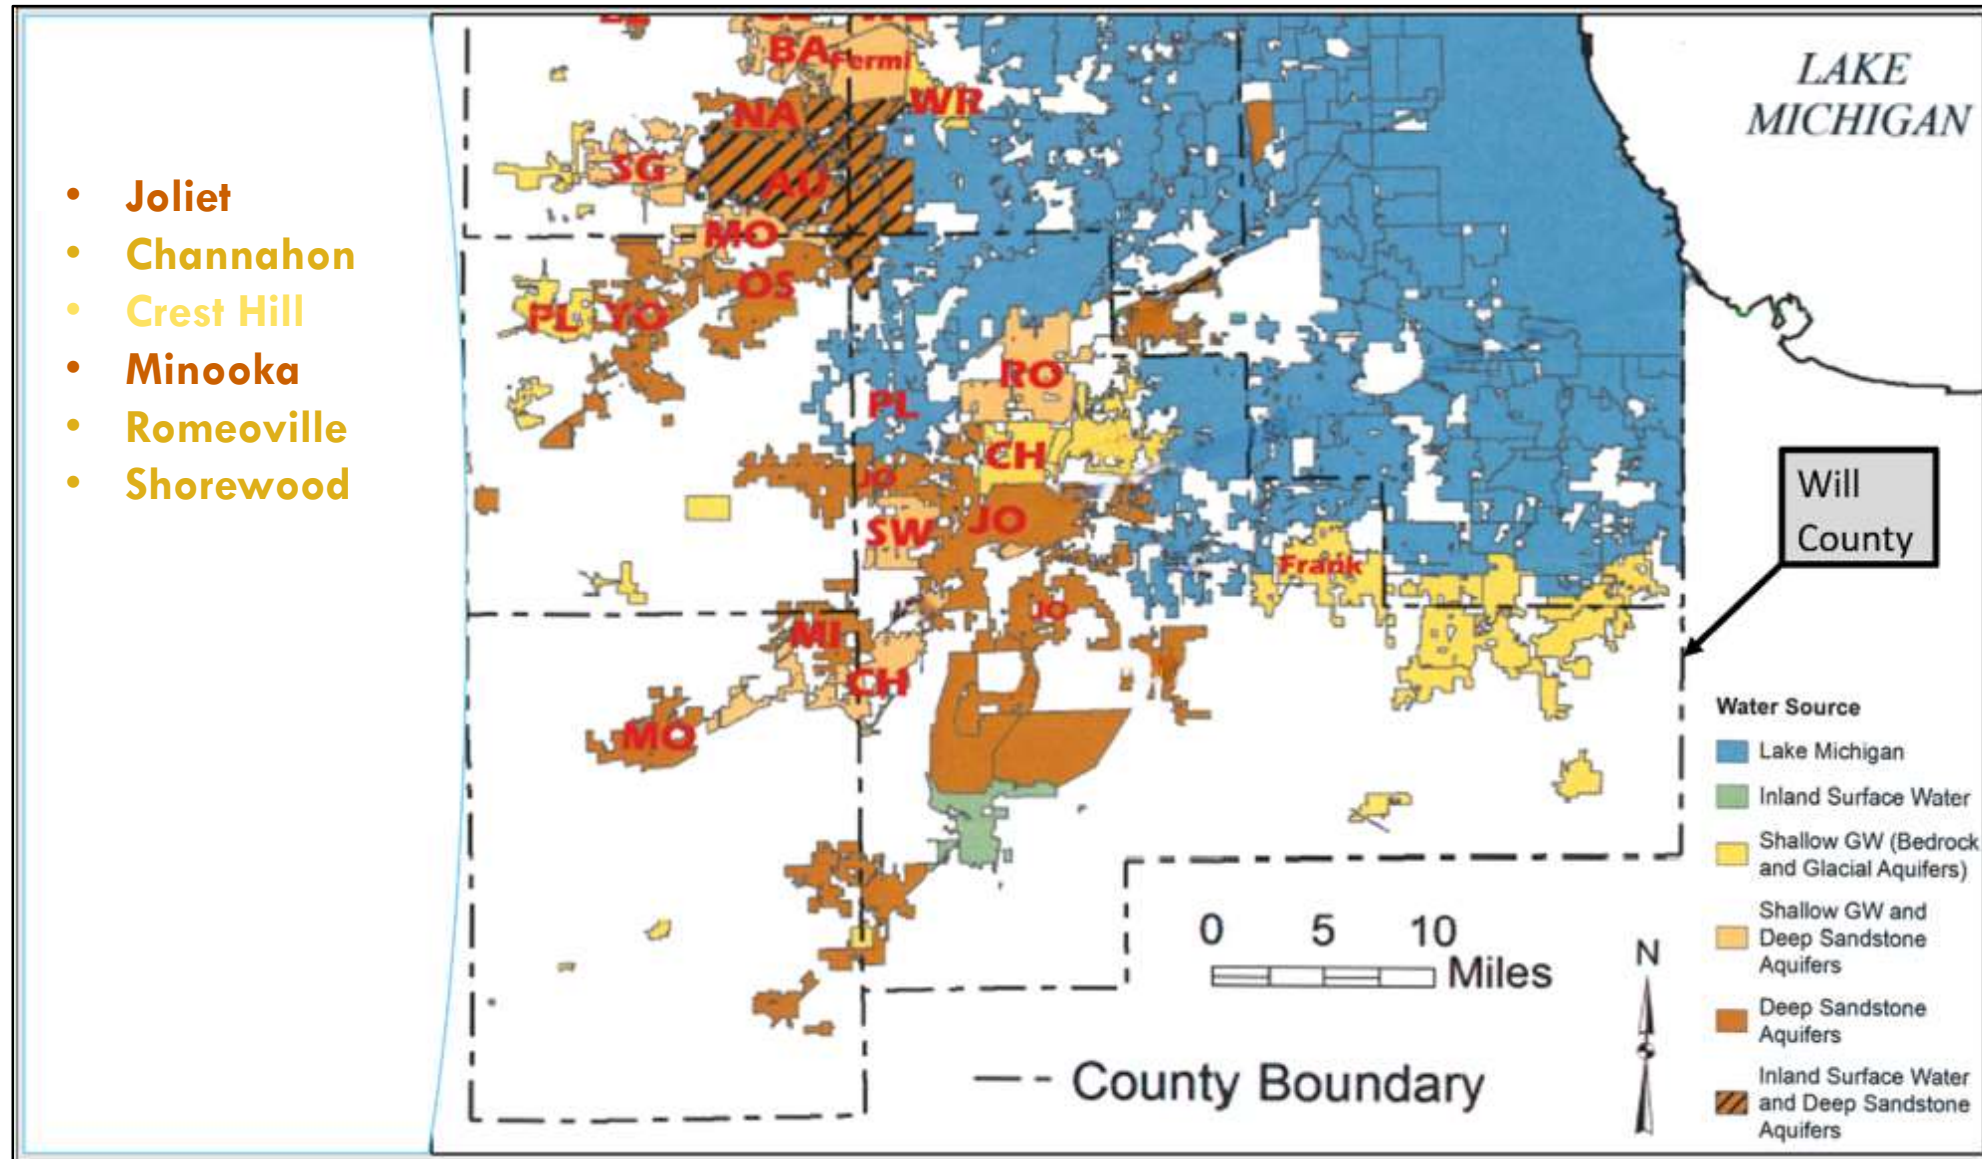 • Joliet
• Channahon
• Crest Hill
• Minooka
• Romeoville
• Shorewood
BA
Fermi
WR
NA
SG
AU
MO
OS
PL
YO
RO
PL
CH
JO
SW
JO
Frank
JO
MI
CH
MO
LAKE
MICHIGAN
Will
County
Water Source
Lake Michigan
Inland Surface Water
Shallow GW (Bedrock
and Glacial Aquifers)
Shallow GW and
Deep Sandstone
Aquifers
Deep Sandstone
Aquifers
Inland Surface Water
and Deep Sandstone
Aquifers
0 5 10
Miles
N
County Boundary